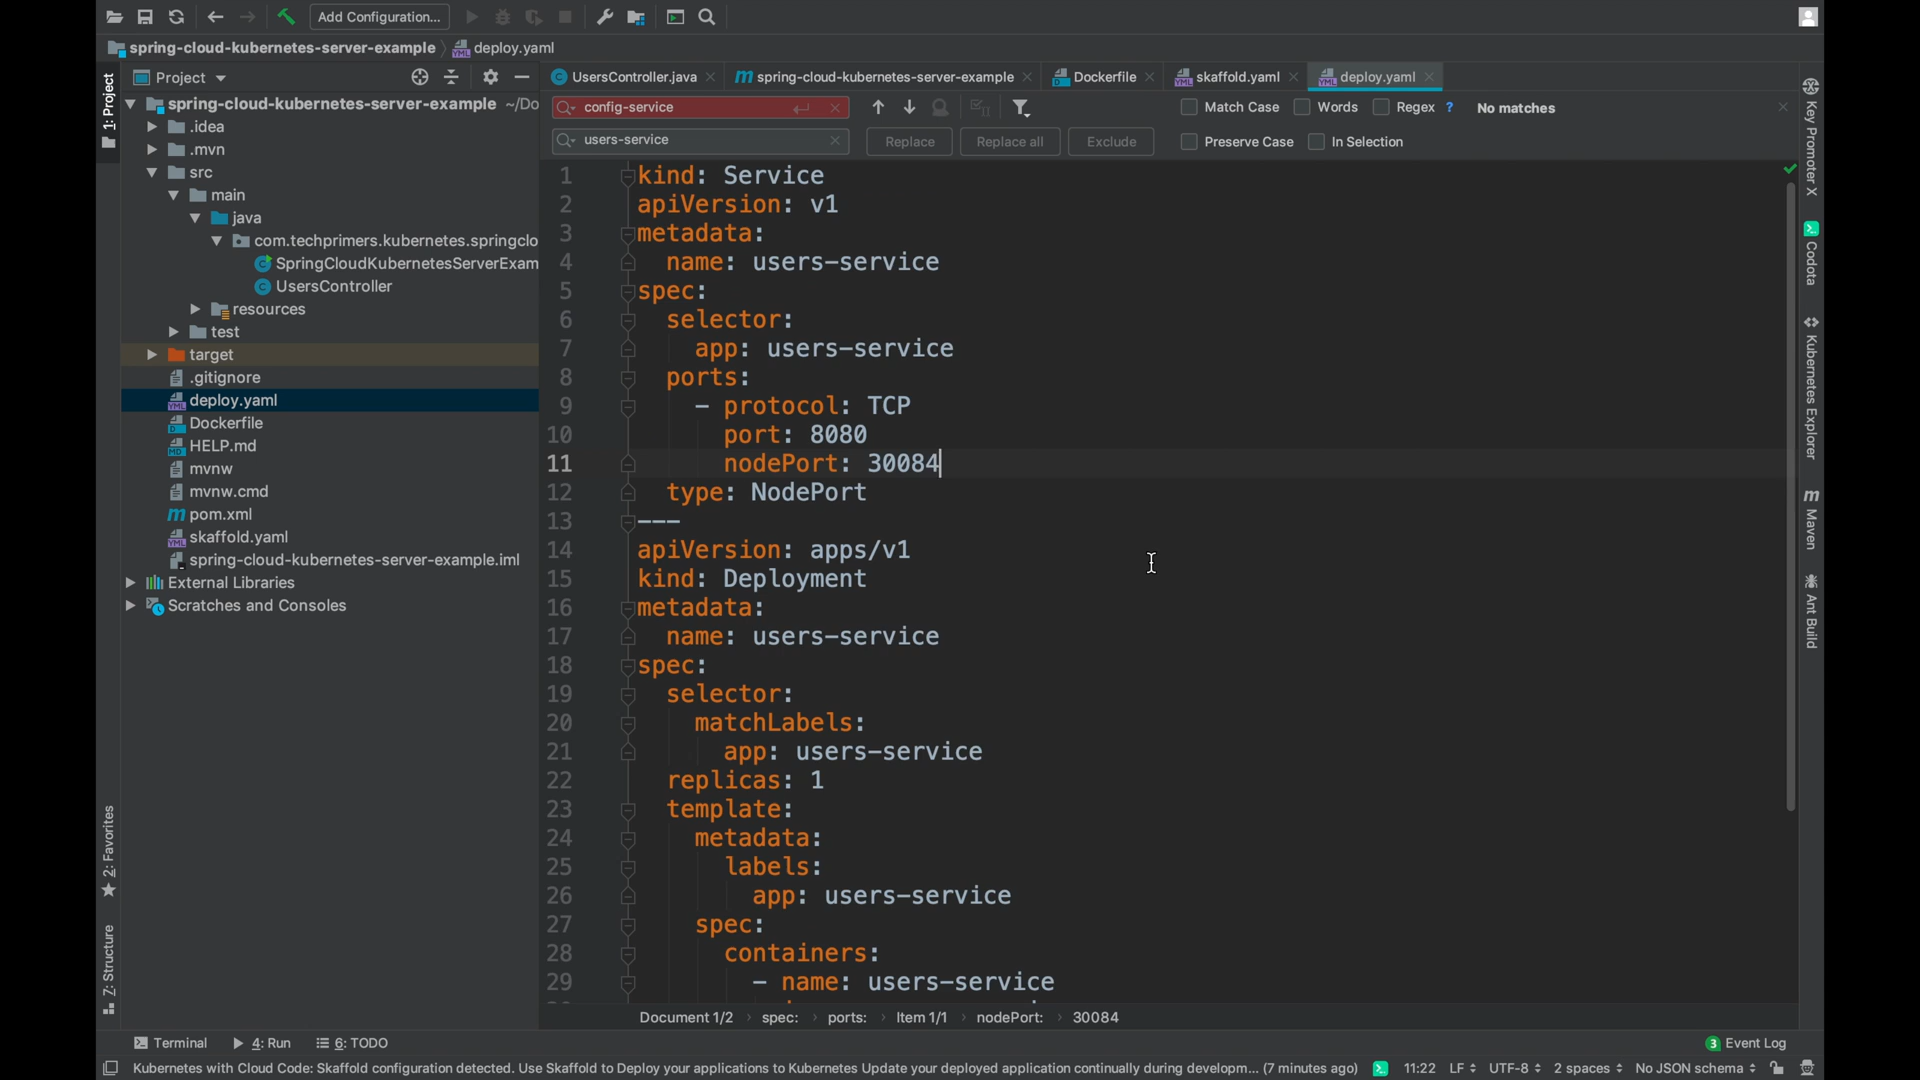 Add Configuration...
spring-cloud-kubernetes-server-example
deploy.yaml
Project
UsersController.java
spring-cloud-kubernetes-server-example
Dockerfile
skaffold.yaml
deploy.yaml
1: Project
spring-cloud-kubernetes-server-example ~/Do
.idea
.mvn
src
main
java
com.techprimers.kubernetes.springclo
SpringCloudKubernetesServerExam
UsersController
resources
test
target
.gitignore
deploy.yaml
Dockerfile
HELP.md
mvnw
mvnw.cmd
pom.xml
skaffold.yaml
spring-cloud-kubernetes-server-example.iml
External Libraries
Scratches and Consoles
2: Favorites
Z: Structure
config-service
Match Case
Words
Regex
?
No matches
users-service
Replace
Replace all
Exclude
Preserve Case
In Selection
1 kind: Service
2 apiVersion: v1
3 metadata:
4 name: users-service
5 spec:
6 selector:
7 app: users-service
8 ports:
9 - protocol: TCP
10 port: 8080
11 nodePort: 30084
12 type: NodePort
13 ---
14 apiVersion: apps/v1
15 kind: Deployment
16 metadata:
17 name: users-service
18 spec:
19 selector:
20 matchLabels:
21 app: users-service
22 replicas: 1
23 template:
24 metadata:
25 labels:
26 app: users-service
27 spec:
28 containers:
29 - name: users-service
Document 1/2 › spec: › ports: › Item 1/1 › nodePort: › 30084
Key Promoter X
Codota
Kubernetes Explorer
m Maven
Ant Build
Terminal
4: Run
6: TODO
3 Event Log
Kubernetes with Cloud Code: Skaffold configuration detected. Use Skaffold to Deploy your applications to Kubernetes Update your deployed application continually during developm... (7 minutes ago)
11:22
LF
UTF-8
2 spaces
No JSON schema